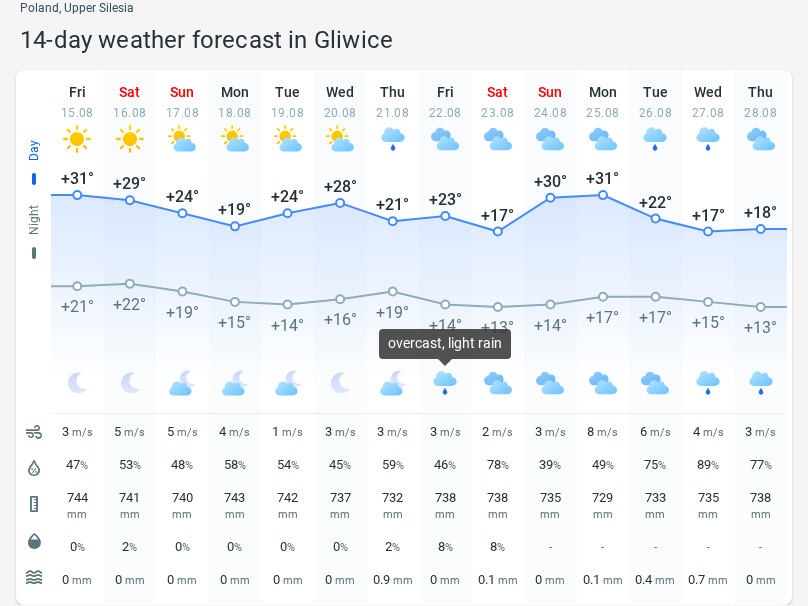 Poland, Upper Silesia
14-day weather forecast in Gliwice
Fri Sat Sun Mon Tue Wed Thu Fri Sat Sun Mon Tue Wed Thu
15.08 16.08 17.08 18.08 19.08 20.08 21.08 22.08 23.08 24.08 25.08 26.08 27.08 28.08
Day
+31° +29° +24° +19° +24° +28° +21° +23° +17° +30° +31° +22° +17° +18°
Night
+21° +22° +19° +15° +14° +16° +19° +14° +13° +14° +17° +17° +15° +13°
overcast, light rain
3 m/s 5 m/s 5 m/s 4 m/s 1 m/s 3 m/s 3 m/s 3 m/s 2 m/s 3 m/s 8 m/s 6 m/s 4 m/s 3 m/s
47% 53% 48% 58% 54% 45% 59% 46% 78% 39% 49% 75% 89% 77%
744 741 740 743 742 737 732 738 738 735 729 733 735 738
mm mm mm mm mm mm mm mm mm mm mm mm mm mm
0% 2% 0% 0% 0% 0% 2% 8% 8% - - - - -
0 mm 0 mm 0 mm 0 mm 0 mm 0 mm 0.9 mm 0 mm 0.1 mm 0 mm 0.1 mm 0.4 mm 0.7 mm 0 mm